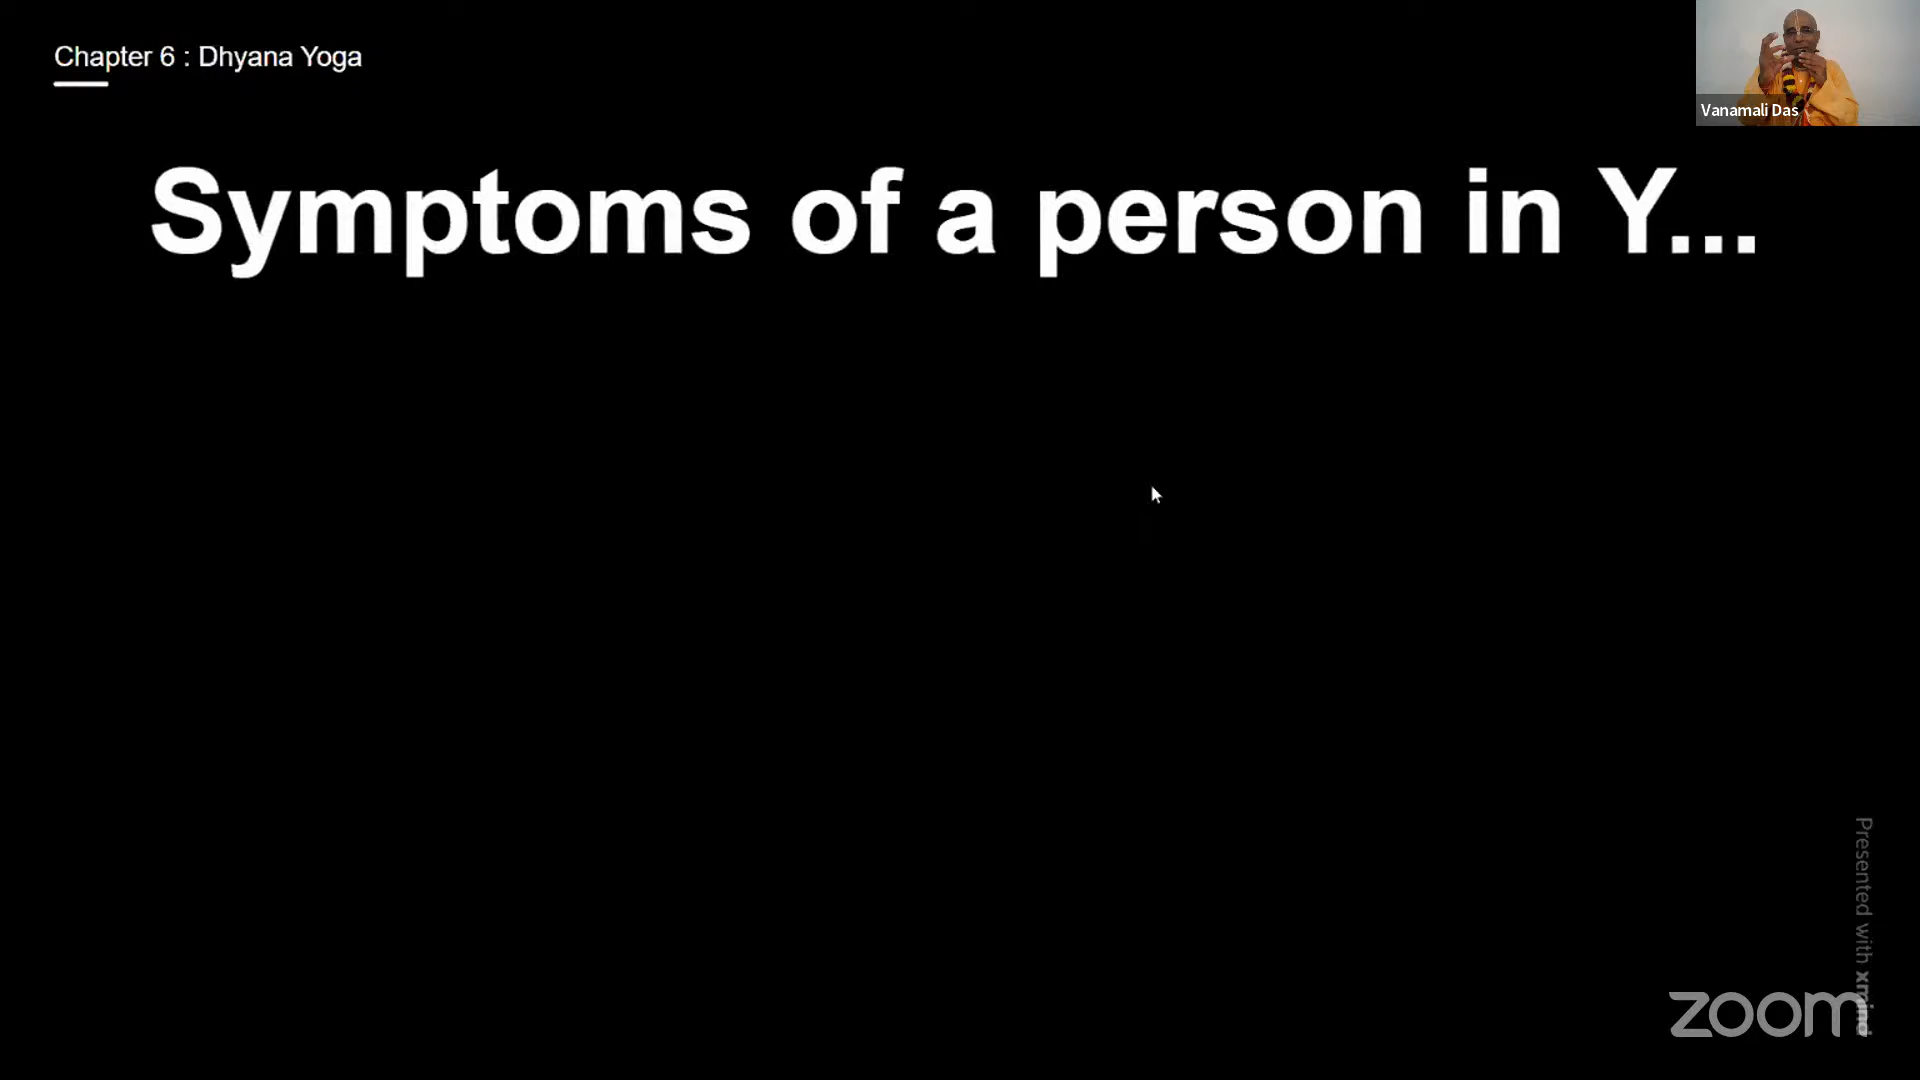 Chapter 6 : Dhyana Yoga
Vanamali Das
Symptoms of a person in Y...
Presented with xmind
zoom